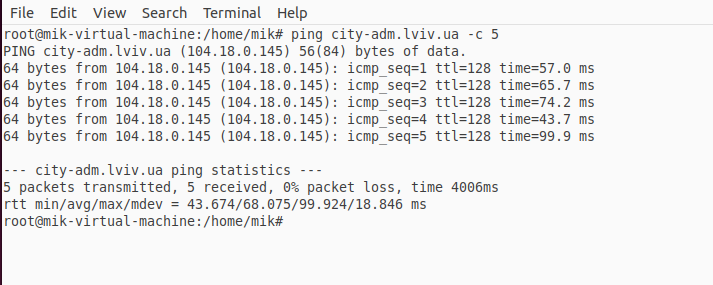 File Edit View Search Terminal Help
root@mik-virtual-machine:/home/mik# ping city-adm.lviv.ua -c 5
PING city-adm.lviv.ua (104.18.0.145) 56(84) bytes of data.
64 bytes from 104.18.0.145 (104.18.0.145): icmp_seq=1 ttl=128 time=57.0 ms
64 bytes from 104.18.0.145 (104.18.0.145): icmp_seq=2 ttl=128 time=65.7 ms
64 bytes from 104.18.0.145 (104.18.0.145): icmp_seq=3 ttl=128 time=74.2 ms
64 bytes from 104.18.0.145 (104.18.0.145): icmp_seq=4 ttl=128 time=43.7 ms
64 bytes from 104.18.0.145 (104.18.0.145): icmp_seq=5 ttl=128 time=99.9 ms
--- city-adm.lviv.ua ping statistics ---
5 packets transmitted, 5 received, 0% packet loss, time 4006ms
rtt min/avg/max/mdev = 43.674/68.075/99.924/18.846 ms
root@mik-virtual-machine:/home/mik#